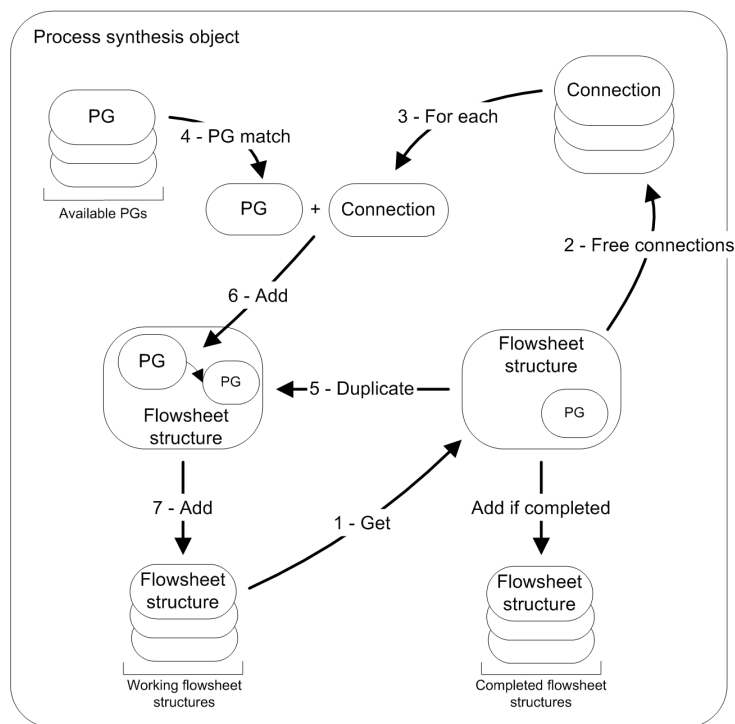 Process synthesis object
PG
Available PGs
4 - PG match
3 - For each
Connection
PG
+
Connection
2 - Free connections
6 - Add
PG
PG
Flowsheet
structure
5 - Duplicate
Flowsheet
structure
PG
7 - Add
1 - Get
Add if completed
Flowsheet
structure
Working flowsheet
structures
Flowsheet
structure
Completed flowsheet
structures